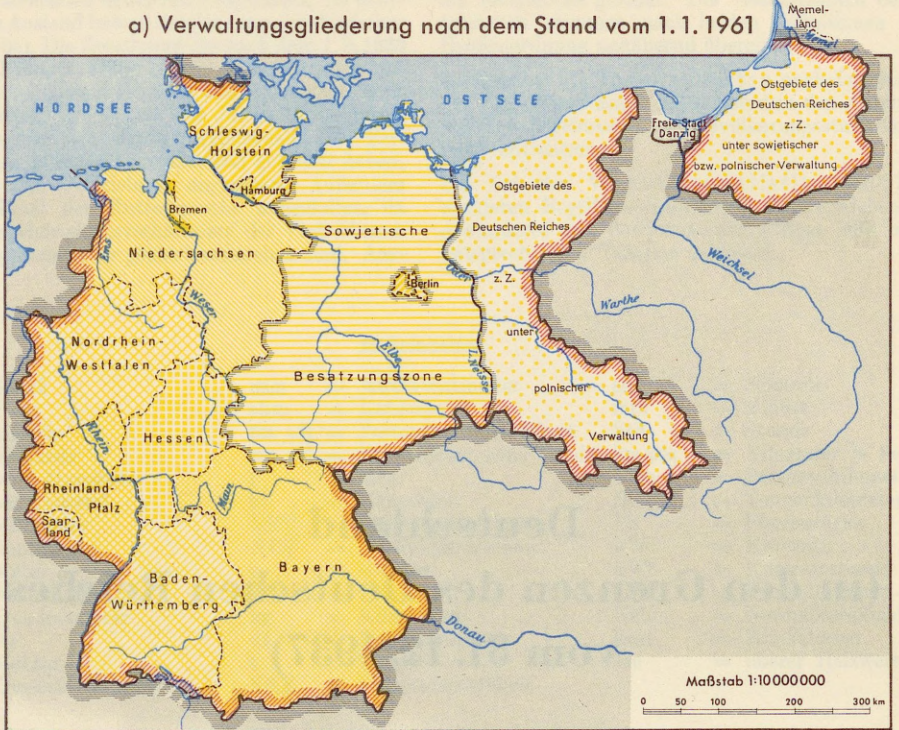 a) Verwaltungsgliederung nach dem Stand vom 1.1.1961
Memel-
land
Memel
NORDSEE
OSTSEE
Ostgebiete des
Deutschen Reiches
z. Z.
unter sowjetischer
bzw. polnischer Verwaltung
Freie Stadt
Danzig
Schleswig-
Holstein
Hamburg
Bremen
Niedersachsen
Ems
Weser
Sowjetische
Besatzungszone
Berlin
Elbe
Oder
L. Neisse
Ostgebiete des
Deutschen Reiches
z. Z.
unter
polnischer
Verwaltung
Weichsel
Warthe
Nordrhein-
Westfalen
Rhein
Hessen
Rheinland-
Pfalz
Saar-
land
Main
Baden-
Württemberg
Bayern
Donau
Maßstab 1:10000000
0 50 100 200 300 km